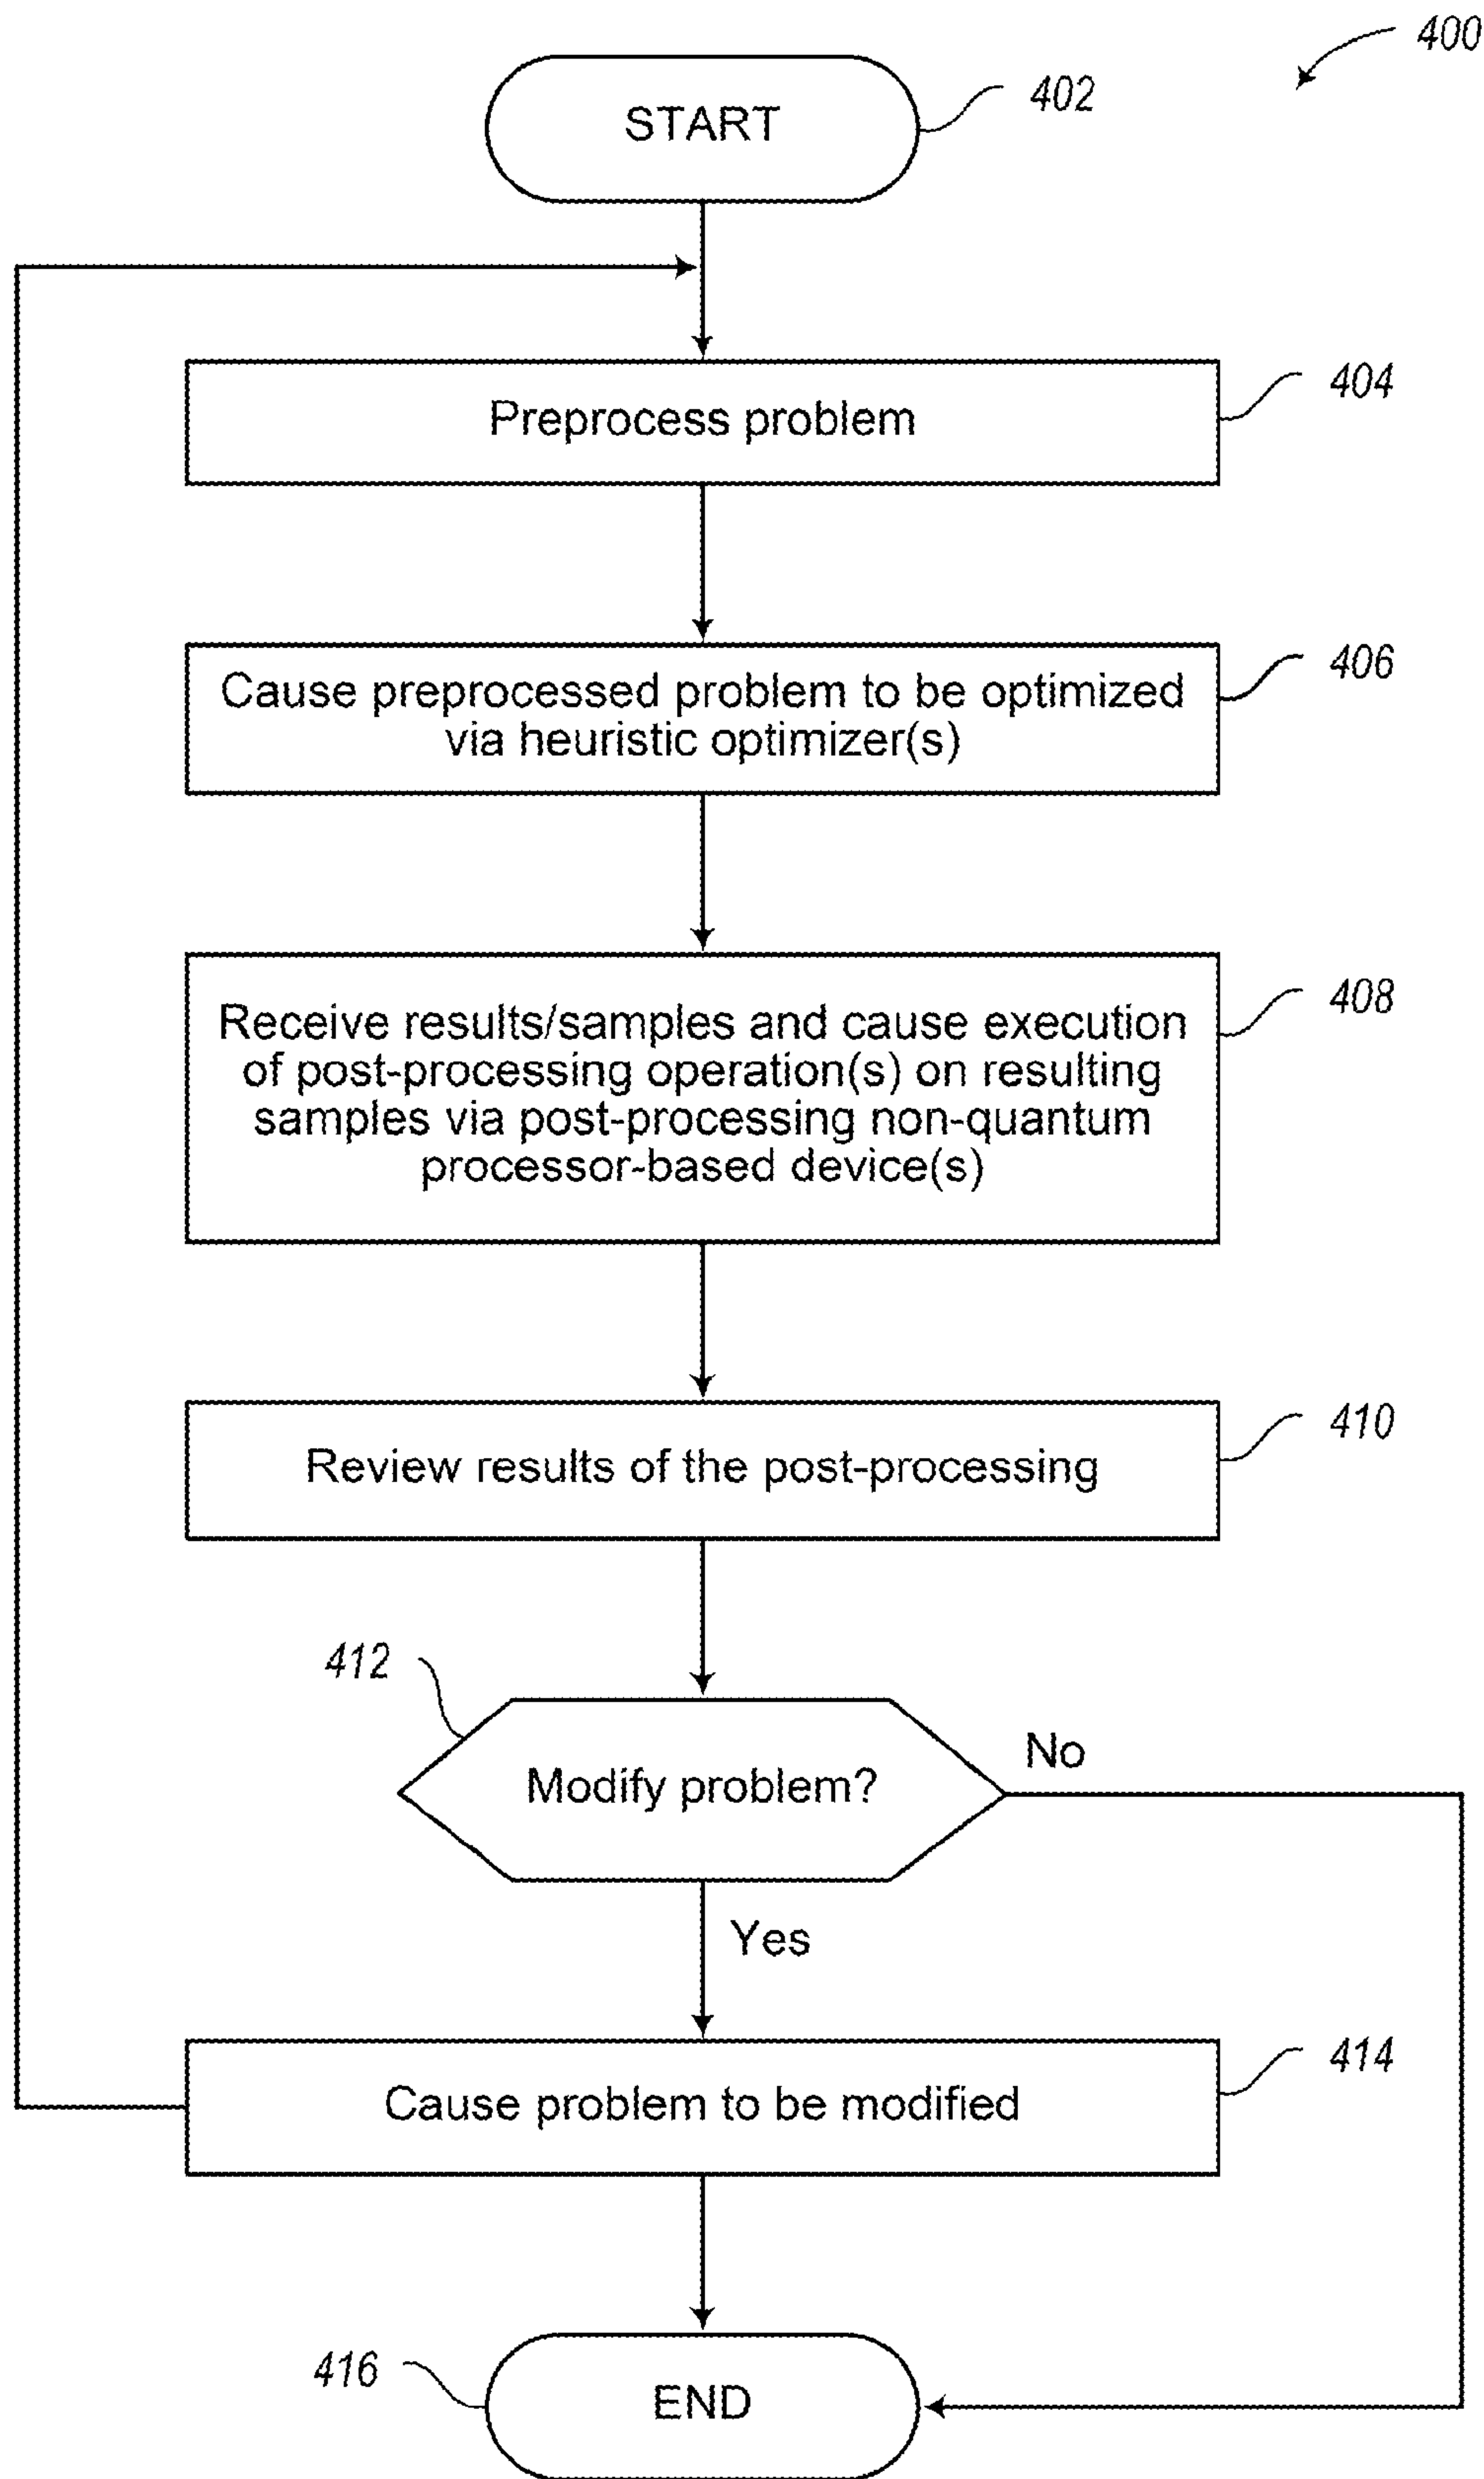 400
START
402
Preprocess problem
404
Cause preprocessed problem to be optimized
via heuristic optimizer(s)
406
Receive results/samples and cause execution
of post-processing operation(s) on resulting
samples via post-processing non-quantum
processor-based device(s)
408
Review results of the post-processing
410
412
Modify problem?
No
Yes
Cause problem to be modified
414
416
END